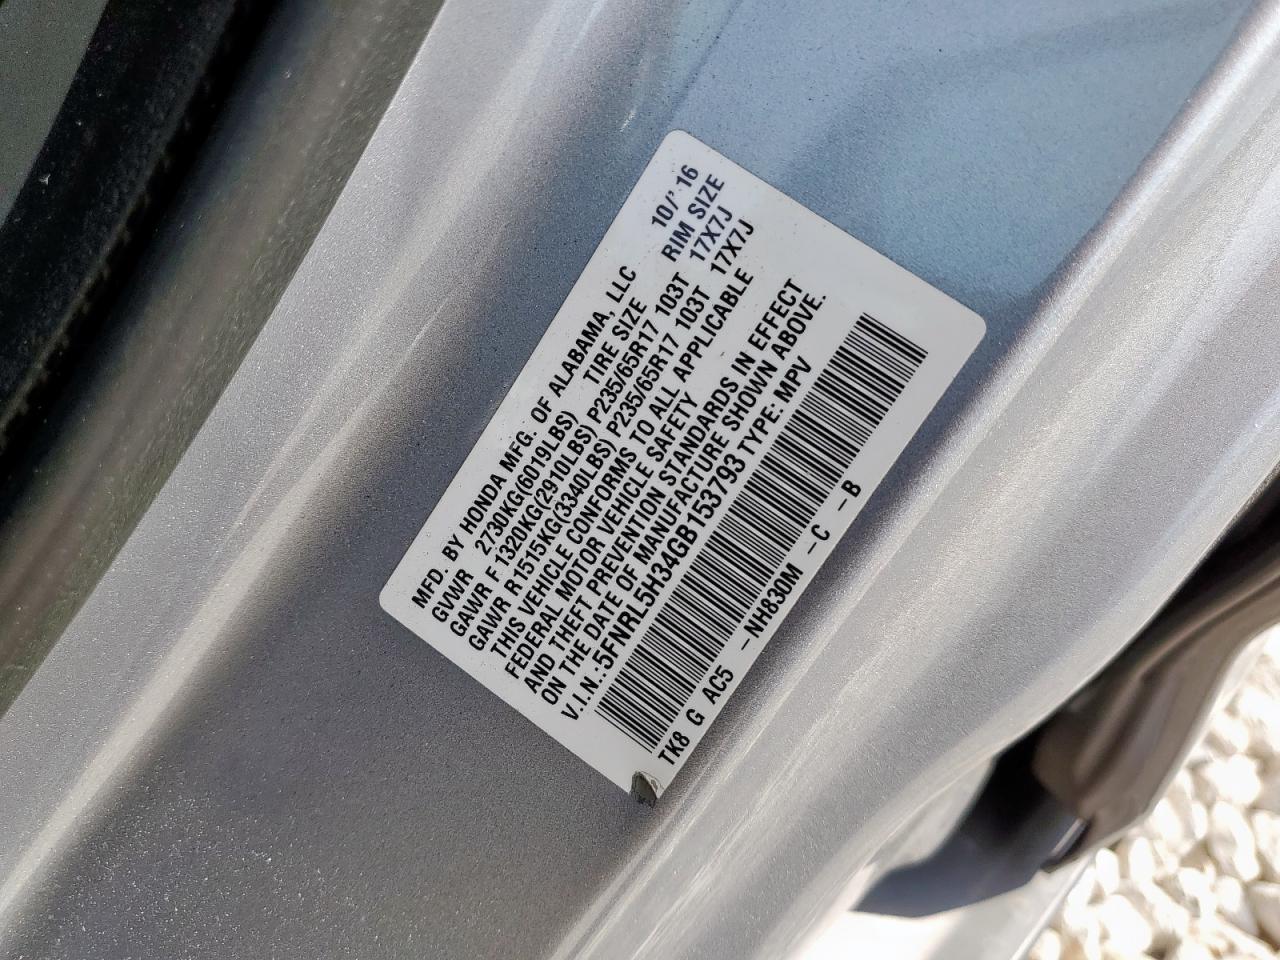 MFD. BY HONDA MFG. OF ALABAMA, LLC 10/' 16
GVWR 2730KG(6019LBS) TIRE SIZE RIM SIZE
GAWR F 1320KG(2910LBS) P235/65R17 103T 17X7J
GAWR R 1515KG(3340LBS) P235/65R17 103T 17X7J
THIS VEHICLE CONFORMS TO ALL APPLICABLE
FEDERAL MOTOR VEHICLE SAFETY
AND THEFT PREVENTION STANDARDS IN EFFECT
ON THE DATE OF MANUFACTURE SHOWN ABOVE.
V.I.N.:5FNRL5H34GB153793 TYPE: MPV
TK8 G AC5 -NH830M -C -B